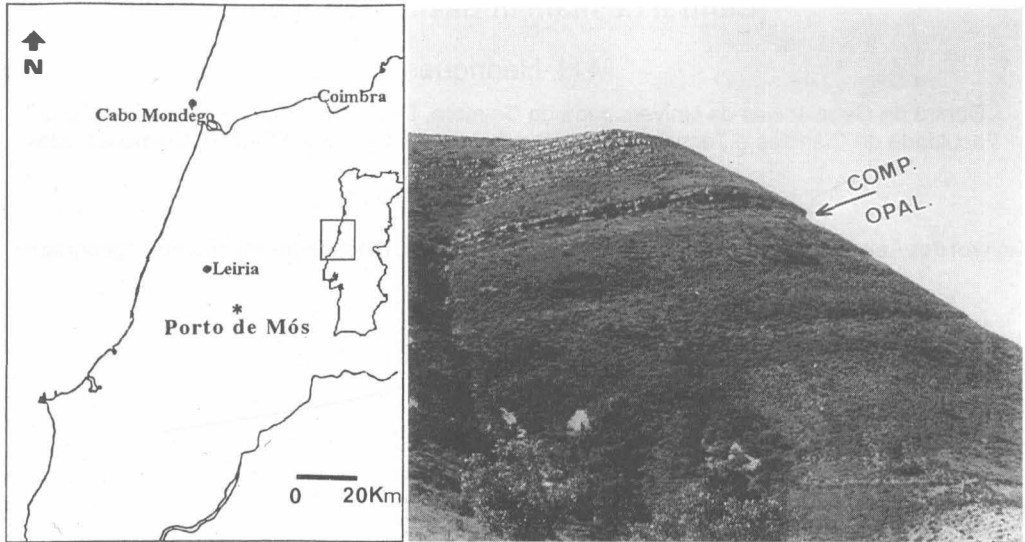 N
Coimbra
Cabo Mondego
Leiria
*
Porto de Mós
0 20Km
COMP.
OPAL.